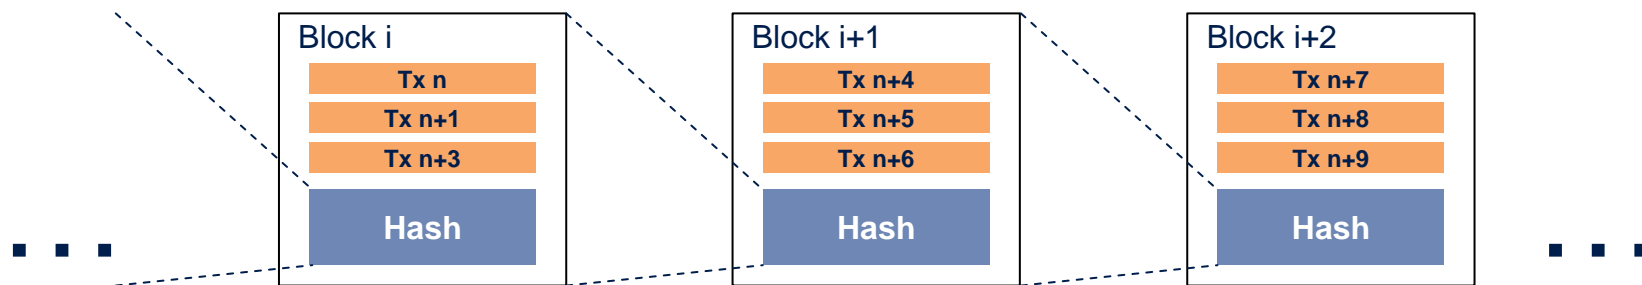 Block i
Tx n
Tx n+1
Tx n+3
Hash
Block i+1
Tx n+4
Tx n+5
Tx n+6
Hash
Block i+2
Tx n+7
Tx n+8
Tx n+9
Hash